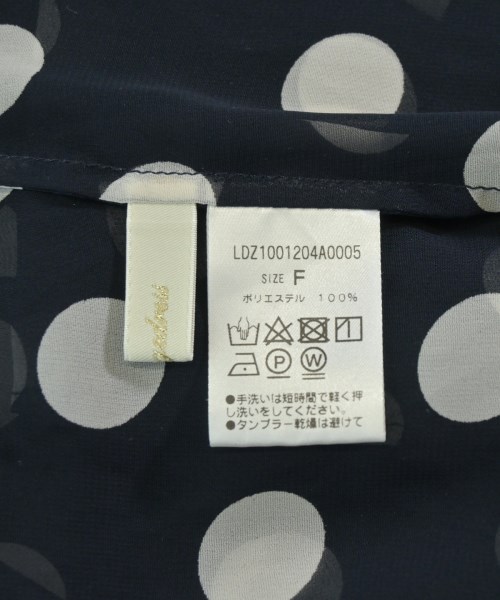 LDZ1001204A0005
SIZE F
ポリエステル 100%
P W
●手洗いは短時間で軽く押
し洗いをしてください。
●タンブラー乾燥は避けて